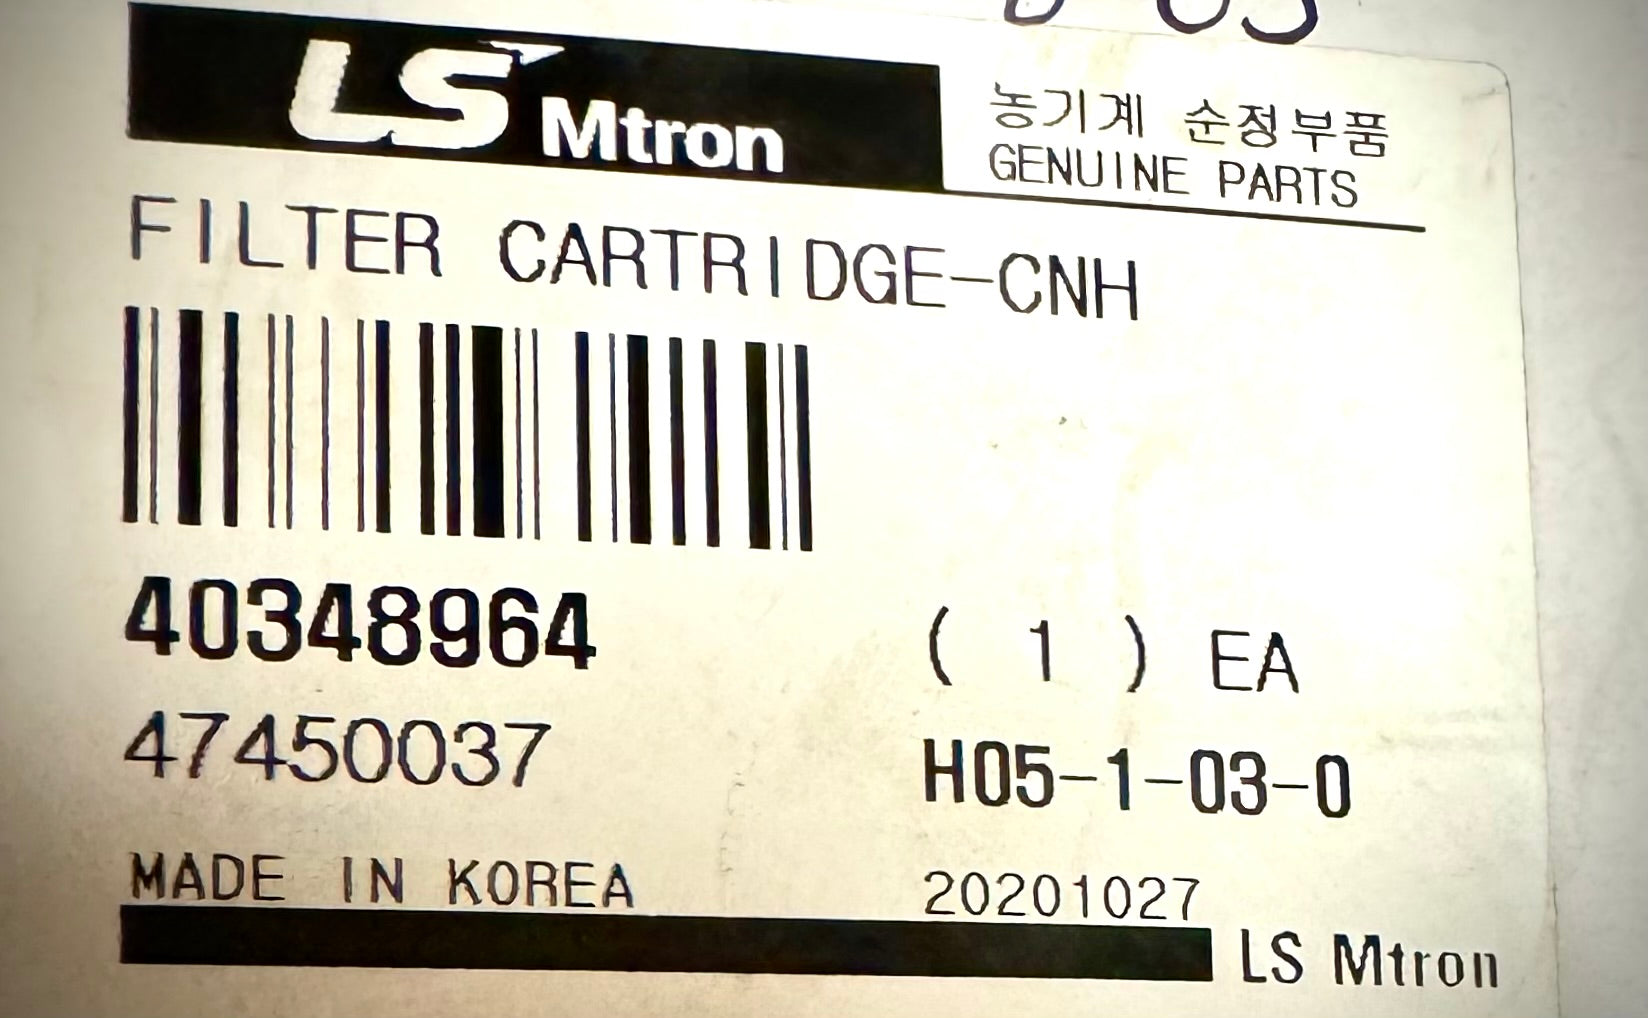 LS Mtron
농기계 순정부품
GENUINE PARTS
FILTER CARTRIDGE-CNH
40348964
( 1 ) EA
47450037
H05-1-03-0
MADE IN KOREA
20201027
LS Mtron